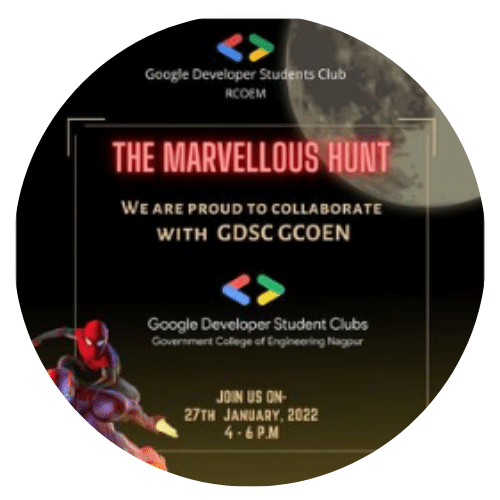 Google Developer Students Club
RCOEM
THE MARVELLOUS HUNT
WE ARE PROUD TO COLLABORATE
WITH GDSC GCOEN
Google Developer Student Clubs
Government College of Engineering Nagpur
JOIN US ON-
27TH JANUARY, 2022
4 - 6 P.M